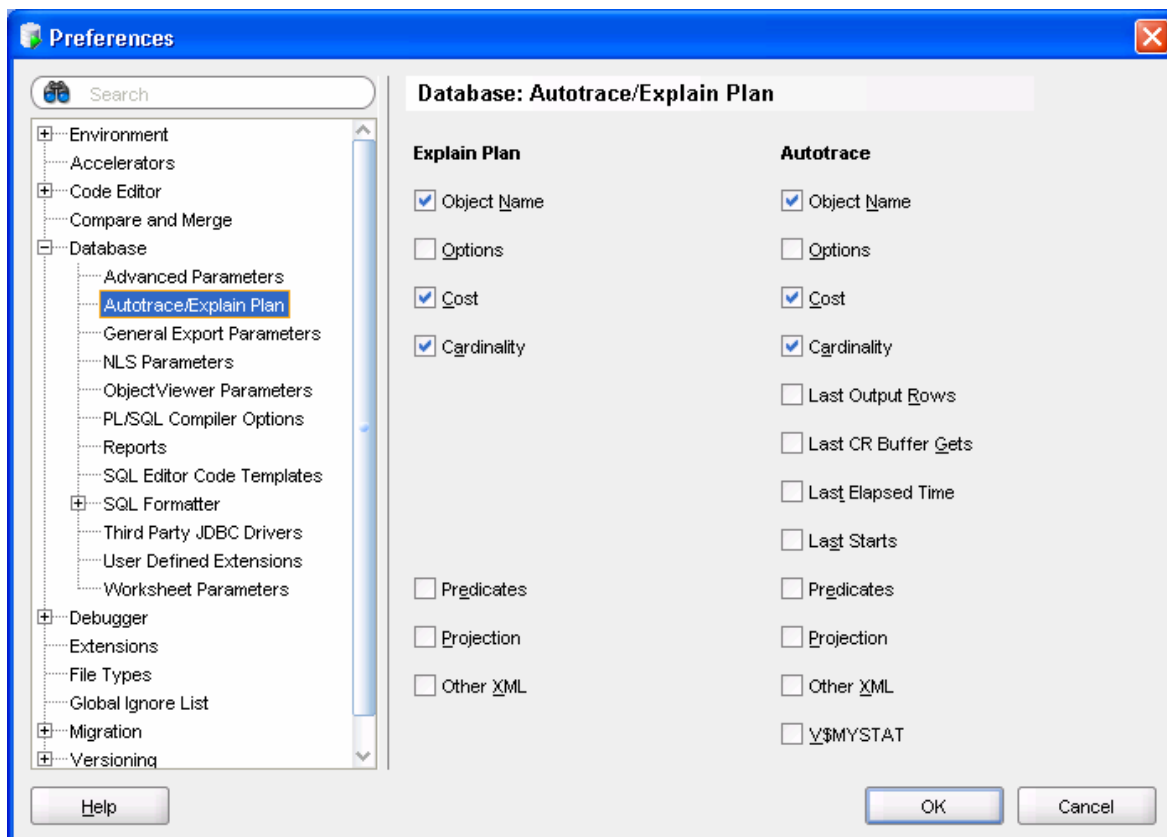 Preferences
Search
Environment
Accelerators
Code Editor
Compare and Merge
Database
Advanced Parameters
Autotrace/Explain Plan
General Export Parameters
NLS Parameters
ObjectViewer Parameters
PL/SQL Compiler Options
Reports
SQL Editor Code Templates
SQL Formatter
Third Party JDBC Drivers
User Defined Extensions
Worksheet Parameters
Debugger
Extensions
File Types
Global Ignore List
Migration
Versioning
Database: Autotrace/Explain Plan
Explain Plan
Object Name
Options
Cost
Cardinality
Predicates
Projection
Other XML
Autotrace
Object Name
Options
Cost
Cardinality
Last Output Rows
Last CR Buffer Gets
Last Elapsed Time
Last Starts
Predicates
Projection
Other XML
V$MYSTAT
Help
OK
Cancel